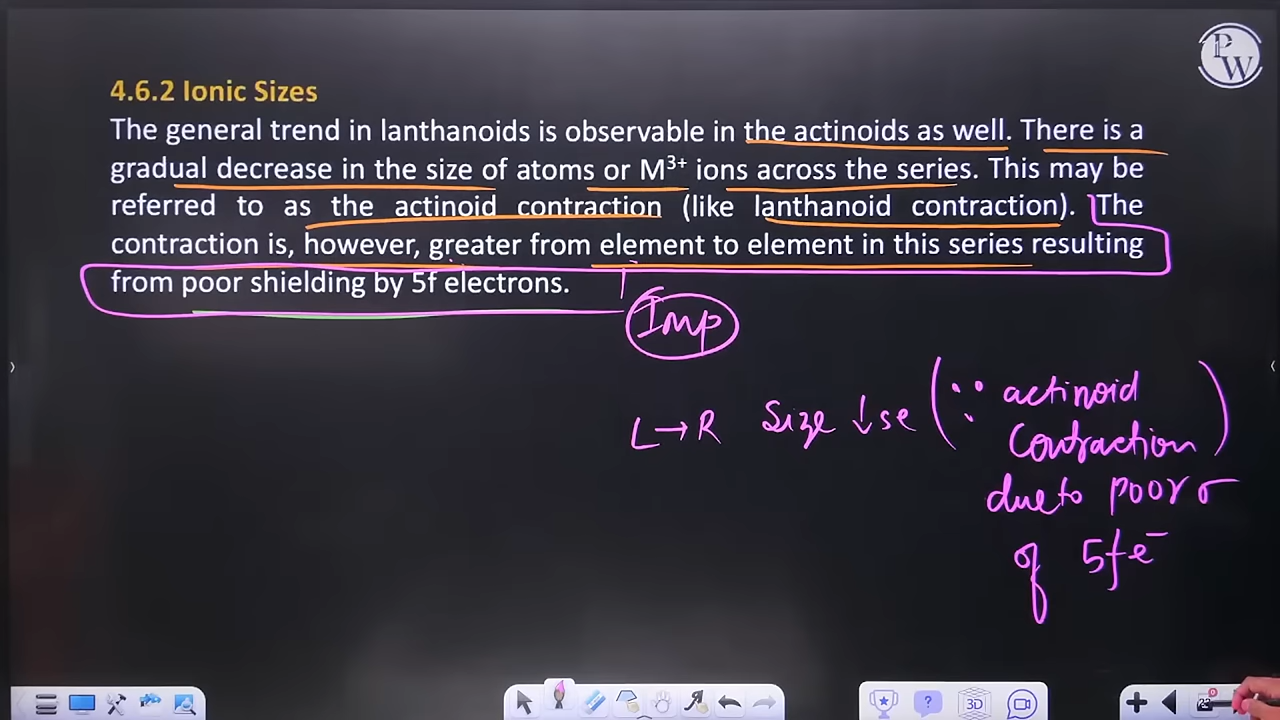 P
W
4.6.2 Ionic Sizes
The general trend in lanthanoids is observable in the actinoids as well. There is a
gradual decrease in the size of atoms or M³⁺ ions across the series. This may be
referred to as the actinoid contraction (like lanthanoid contraction). The
contraction is, however, greater from element to element in this series resulting
from poor shielding by 5f electrons.
Imp
L→R Size ↓se (∵ actinoid
contraction)
due to poor σ
of 5fe⁻
3D